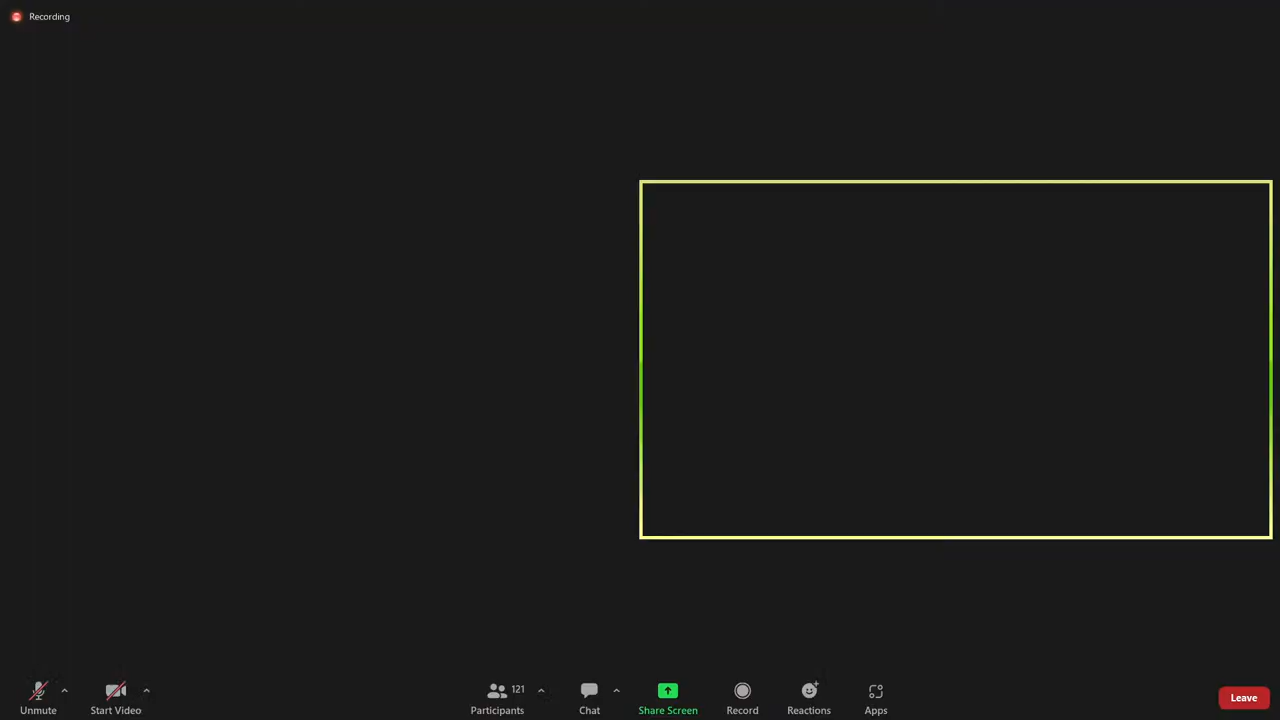 Recording
121
Unmute
Start Video
Participants
Chat
Share Screen
Record
Reactions
Apps
Leave